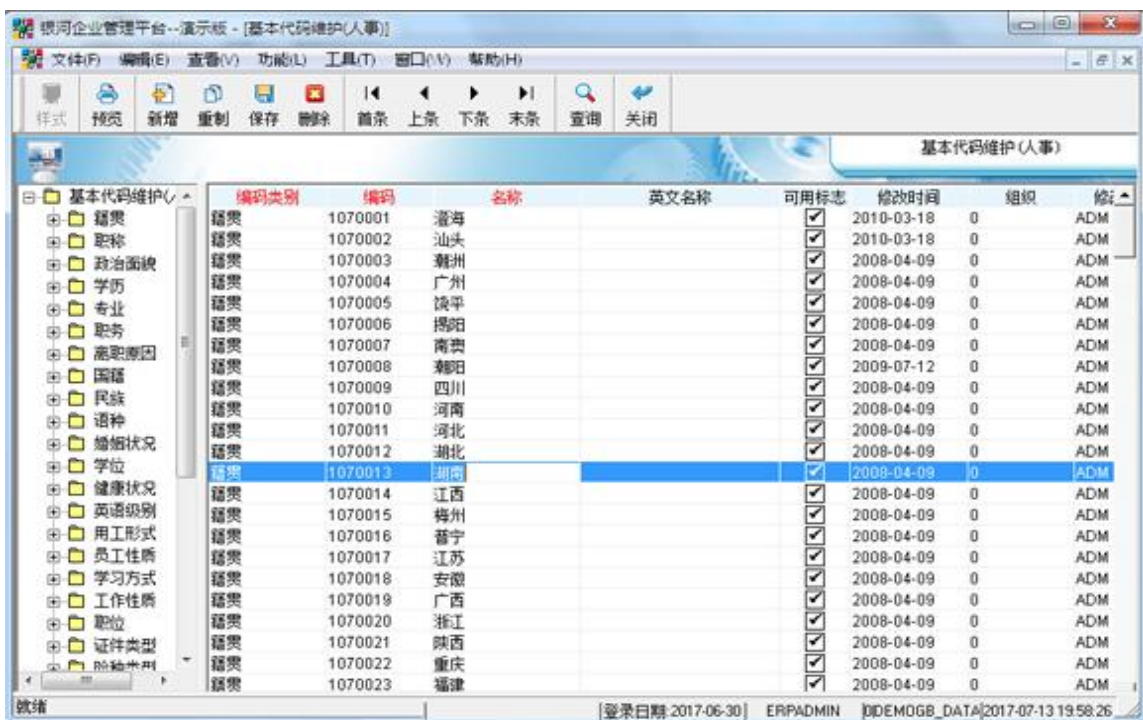 银河企业管理平台--演示版 - [基本代码维护(人事)]
文件(F) 编辑(E) 查看(V) 功能(L) 工具(T) 窗口(W) 帮助(H)
样式 预览 新增 重制 保存 删除 首条 上条 下条 末条 查询 关闭
基本代码维护(人事)
基本代码维护(
籍贯
职称
政治面貌
学历
专业
职务
离职原因
国籍
民族
语种
婚姻状况
学位
健康状况
英语级别
用工形式
员工性质
学习方式
工作性质
职位
证件类型
编码类别 编码 名称 英文名称 可用标志 修改时间 组织
籍贯 1070001 澄海 2010-03-18 0 ADM
籍贯 1070002 汕头 2010-03-18 0 ADM
籍贯 1070003 潮州 2008-04-09 0 ADM
籍贯 1070004 广州 2008-04-09 0 ADM
籍贯 1070005 饶平 2008-04-09 0 ADM
籍贯 1070006 揭阳 2008-04-09 0 ADM
籍贯 1070007 南澳 2008-04-09 0 ADM
籍贯 1070008 潮阳 2009-07-12 0 ADM
籍贯 1070009 四川 2008-04-09 0 ADM
籍贯 1070010 河南 2008-04-09 0 ADM
籍贯 1070011 河北 2008-04-09 0 ADM
籍贯 1070012 湖北 2008-04-09 0 ADM
籍贯 1070013 湖南 2008-04-09 0 ADM
籍贯 1070014 江西 2008-04-09 0 ADM
籍贯 1070015 梅州 2008-04-09 0 ADM
籍贯 1070016 普宁 2008-04-09 0 ADM
籍贯 1070017 江苏 2008-04-09 0 ADM
籍贯 1070018 安徽 2008-04-09 0 ADM
籍贯 1070019 广西 2008-04-09 0 ADM
籍贯 1070020 浙江 2008-04-09 0 ADM
籍贯 1070021 陕西 2008-04-09 0 ADM
籍贯 1070022 重庆 2008-04-09 0 ADM
籍贯 1070023 福建 2008-04-09 0 ADM
就绪 [登录日期:2017-06-30] ERPADMIN DEMOGB_DATA 2017-07-13 19:58:26